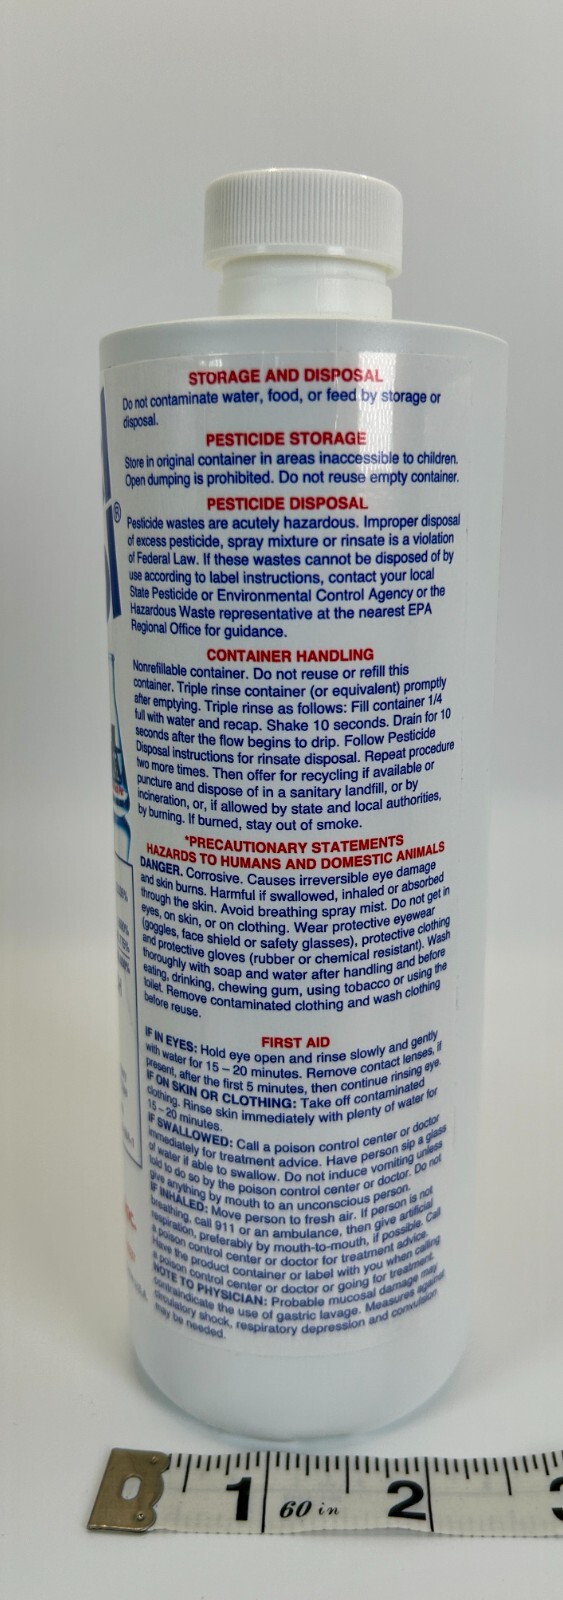 STORAGE AND DISPOSAL
Do not contaminate water, food, or feed by storage or
disposal.
PESTICIDE STORAGE
Store in original container in areas inaccessible to children.
Open dumping is prohibited. Do not reuse empty container.
PESTICIDE DISPOSAL
®
Pesticide wastes are acutely hazardous. Improper disposal
of excess pesticide, spray mixture or rinsate is a violation
of Federal Law. If these wastes cannot be disposed of by
use according to label instructions, contact your local
State Pesticide or Environmental Control Agency or the
Hazardous Waste representative at the nearest EPA
Regional Office for guidance.
CONTAINER HANDLING
Nonrefillable container. Do not reuse or refill this
container. Triple rinse container (or equivalent) promptly
after emptying. Triple rinse as follows: Fill container 1/4
full with water and recap. Shake 10 seconds. Drain for 10
seconds after the flow begins to drip. Follow Pesticide
Disposal instructions for rinsate disposal. Repeat procedure
two more times. Then offer for recycling if available or
puncture and dispose of in a sanitary landfill, or by
incineration, or, if allowed by state and local authorities,
by burning. If burned, stay out of smoke.
*PRECAUTIONARY STATEMENTS
HAZARDS TO HUMANS AND DOMESTIC ANIMALS
DANGER. Corrosive. Causes irreversible eye damage
and skin burns. Harmful if swallowed, inhaled or absorbed
through the skin. Avoid breathing spray mist. Do not get in
eyes, on skin, or on clothing. Wear protective eyewear
(goggles, face shield or safety glasses), protective clothing
and protective gloves (rubber or chemical resistant). Wash
thoroughly with soap and water after handling and before
eating, drinking, chewing gum, using tobacco or using the
toilet. Remove contaminated clothing and wash clothing
before reuse.
FIRST AID
IF IN EYES: Hold eye open and rinse slowly and gently
with water for 15 – 20 minutes. Remove contact lenses, if
present, after the first 5 minutes, then continue rinsing eye.
IF ON SKIN OR CLOTHING: Take off contaminated
clothing. Rinse skin immediately with plenty of water for
15 – 20 minutes.
IF SWALLOWED: Call a poison control center or doctor
immediately for treatment advice. Have person sip a glass
of water if able to swallow. Do not induce vomiting unless
told to do so by the poison control center or doctor. Do not
give anything by mouth to an unconscious person.
IF INHALED: Move person to fresh air. If person is not
breathing, call 911 or an ambulance, then give artificial
respiration, preferably by mouth-to-mouth, if possible. Call
a poison control center or doctor for treatment advice.
Have the product container or label with you when calling
a poison control center or doctor or going for treatment.
NOTE TO PHYSICIAN: Probable mucosal damage may
contraindicate the use of gastric lavage. Measures against
circulatory shock, respiratory depression and convulsion
may be needed.
1 60 in 2 3